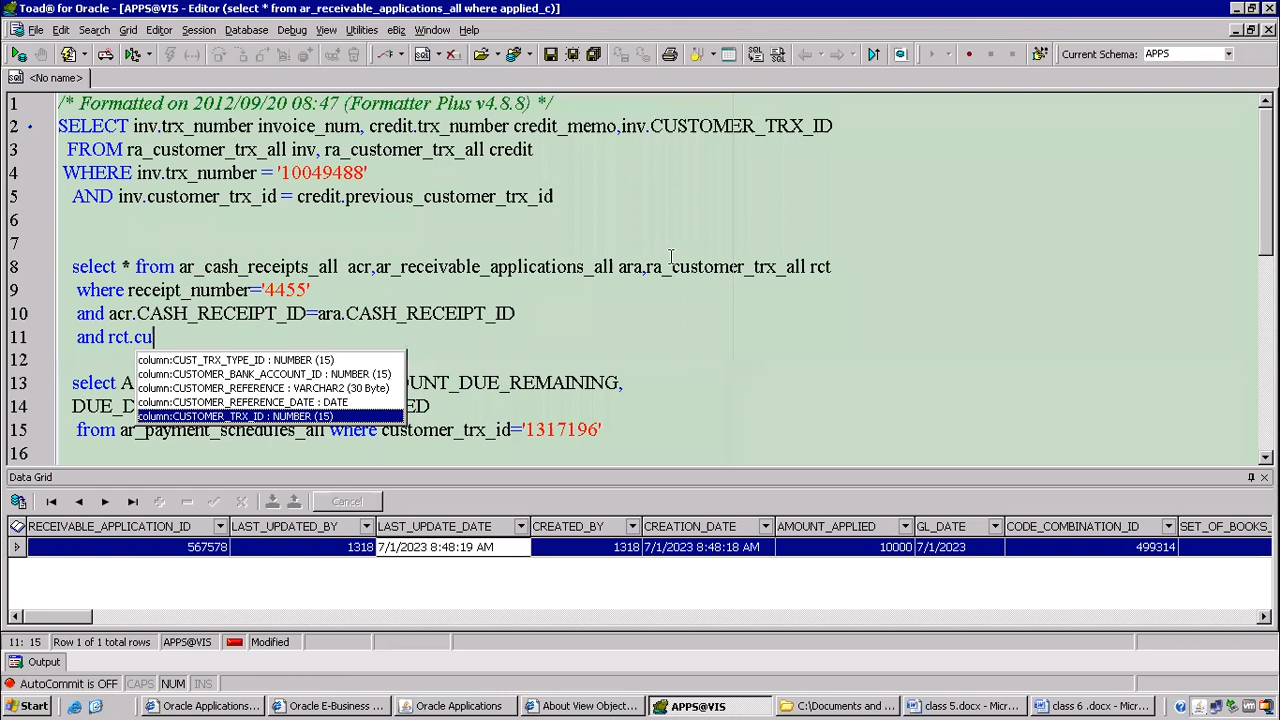 Toad® for Oracle - [APPS@VIS - Editor (select * from ar_receivable_applications_all where applied_c)]
File Edit Search Grid Editor Session Database Debug View Utilities eBiz Window Help
Current Schema: APPS
<No name>
1 /* Formatted on 2012/09/20 08:47 (Formatter Plus v4.8.8) */
2 SELECT inv.trx_number invoice_num, credit.trx_number credit_memo,inv.CUSTOMER_TRX_ID
3 FROM ra_customer_trx_all inv, ra_customer_trx_all credit
4 WHERE inv.trx_number = '10049488'
5 AND inv.customer_trx_id = credit.previous_customer_trx_id
6
7
8 select * from ar_cash_receipts_all acr,ar_receivable_applications_all ara,ra_customer_trx_all rct
9 where receipt_number='4455'
10 and acr.CASH_RECEIPT_ID=ara.CASH_RECEIPT_ID
11 and rct.cu
column:CUST_TRX_TYPE_ID : NUMBER (15)
column:CUSTOMER_BANK_ACCOUNT_ID : NUMBER (15)
column:CUSTOMER_REFERENCE : VARCHAR2 (30 Byte)
column:CUSTOMER_REFERENCE_DATE : DATE
column:CUSTOMER_TRX_ID : NUMBER (15)
12
13 select A OUNT_DUE_REMAINING,
14 DUE_D ED
15 from ar_payment_schedules_all where customer_trx_id='1317196'
16
Data Grid
Cancel
RECEIVABLE_APPLICATION_ID LAST_UPDATED_BY LAST_UPDATE_DATE CREATED_BY CREATION_DATE AMOUNT_APPLIED GL_DATE CODE_COMBINATION_ID SET_OF_BOOKS_
567578 1318 7/1/2023 8:48:19 AM 1318 7/1/2023 8:48:18 AM 10000 7/1/2023 499314
11: 15 Row 1 of 1 total rows APPS@VIS Modified
Output
AutoCommit is OFF CAPS NUM INS
Start Oracle Applications... Oracle E-Business ... Oracle Applications About View Object... APPS@VIS C:\Documents and ... class 5.docx - Micr... class 6 .docx - Mic...